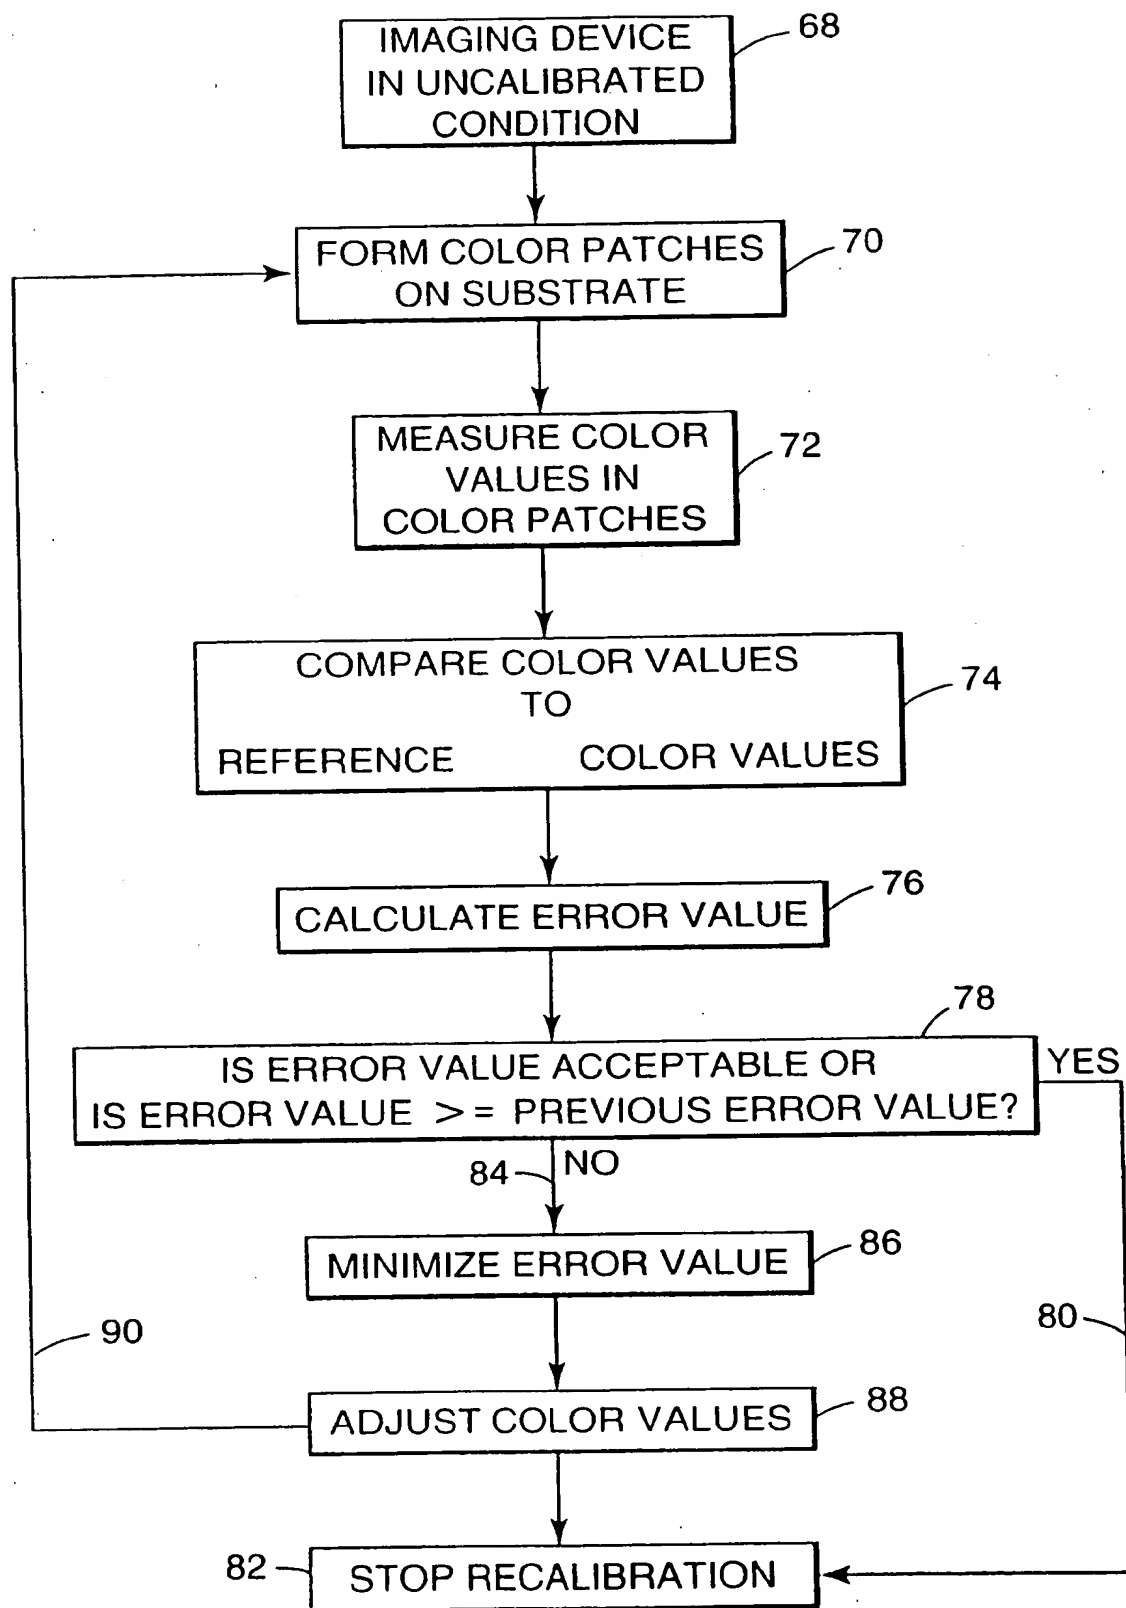 IMAGING DEVICE
IN UNCALIBRATED
CONDITION
68
FORM COLOR PATCHES
ON SUBSTRATE
70
MEASURE COLOR
VALUES IN
COLOR PATCHES
72
COMPARE COLOR VALUES
TO
REFERENCE COLOR VALUES
74
CALCULATE ERROR VALUE
76
78
IS ERROR VALUE ACCEPTABLE OR
IS ERROR VALUE >= PREVIOUS ERROR VALUE?
YES
84
NO
MINIMIZE ERROR VALUE
86
90
80
ADJUST COLOR VALUES
88
82
STOP RECALIBRATION